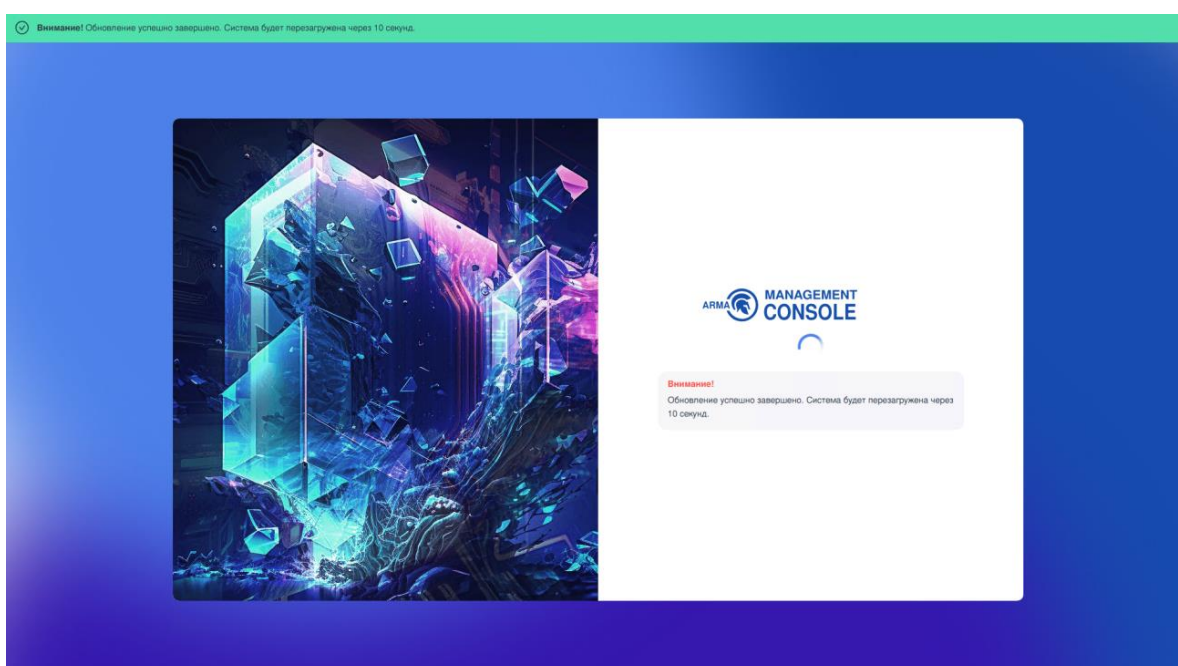 Внимание! Обновление успешно завершено. Система будет перезагружена через 10 секунд.
ARMA
MANAGEMENT
CONSOLE
Внимание!
Обновление успешно завершено. Система будет перезагружена через
10 секунд.